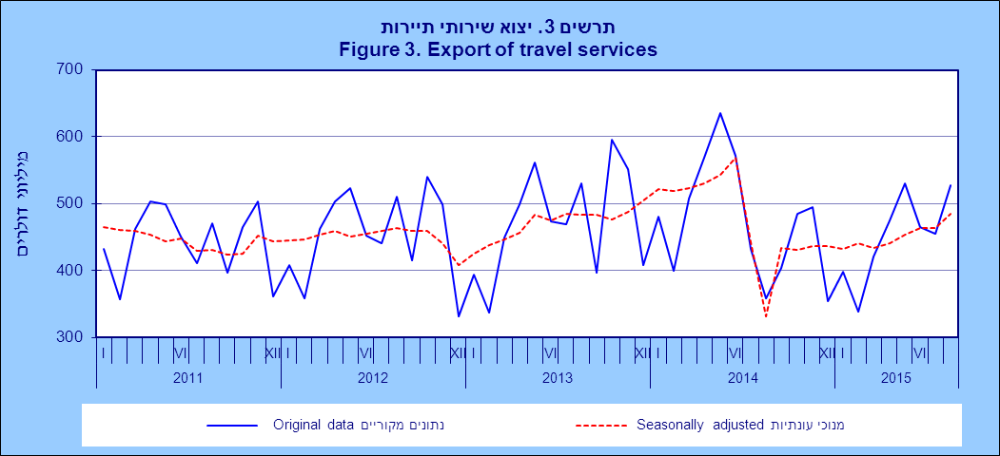 תרשים 3. יצוא שירותי תיירות
Figure 3. Export of travel services
מיליוני דולרים
700
600
500
400
300
I VI XII I VI XII I VI XII I VI XII I VI
2011 2012 2013 2014 2015
Original data נתונים מקוריים Seasonally adjusted מנוכי עונתיות